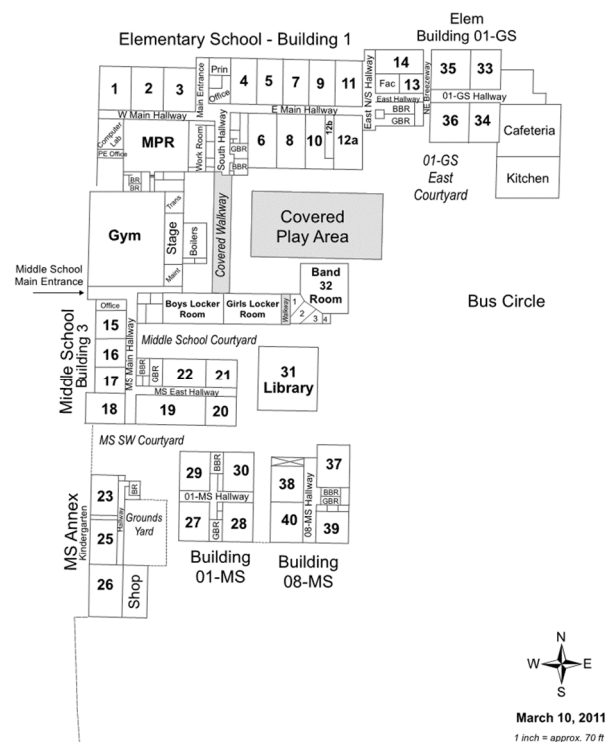 Elementary School - Building 1
Elem
Building 01-GS
1
2
3
Main Entrance
Prin
Office
4
5
7
9
11
East N/S Hallway
14
Fac
13
East Hallway
BBR
GBR
NE Breezeway
35
33
01-GS Hallway
36
34
Cafeteria
Kitchen
01-GS
East
Courtyard
W Main Hallway
E Main Hallway
Computer
Lab
PE Office
MPR
Work Room
South Hallway
GBR
BBR
6
8
10
12b
12a
BR
BR
Gym
Trans
Stage
Maint
Boilers
Covered Walkway
Covered
Play Area
Middle School
Main Entrance
Band
32
Room
Bus Circle
Office
Boys Locker
Room
Girls Locker
Room
Walkway
1
2
3
4
Middle School
Building 3
15
16
17
18
MS Main Hallway
Middle School Courtyard
BBR
GBR
22
21
MS East Hallway
19
20
31
Library
MS SW Courtyard
MS Annex
Kindergarten
23
25
26
Hallway
BR
Grounds
Yard
Shop
29
BBR
30
01-MS Hallway
27
GBR
28
Building
01-MS
38
40
08-MS Hallway
37
BBR
GBR
39
Building
08-MS
N
W
E
S
March 10, 2011
1 inch = approx. 70 ft